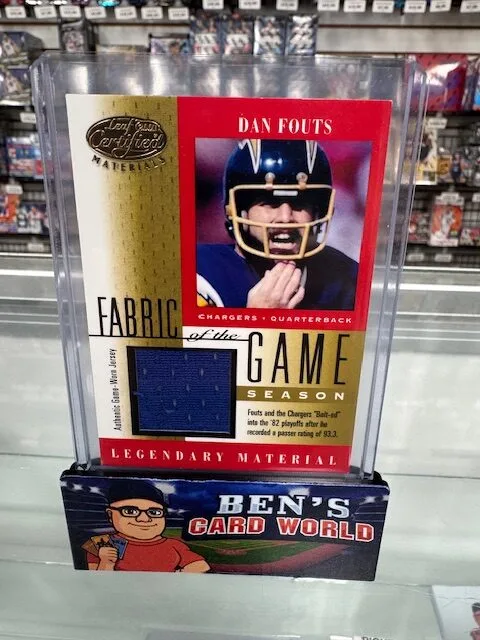 Leaf
Certified
MATERIALS
DAN FOUTS
CHARGERS • QUARTERBACK
FABRIC
of the
GAME
SEASON
Authentic Game-Worn Jersey
Fouts and the Chargers "Bolt-ed"
into the '82 playoffs after he
recorded a passer rating of 93.3.
LEGENDARY MATERIAL
BEN'S
CARD WORLD